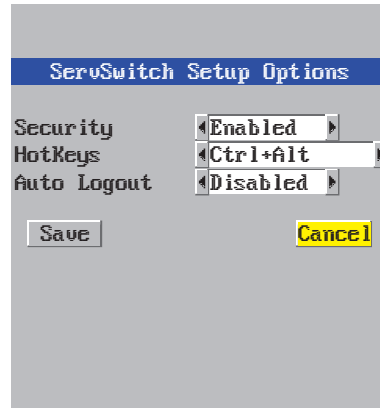 ServSwitch Setup Options
Security Enabled
HotKeys Ctrl+Alt
Auto Logout Disabled
Save Cancel